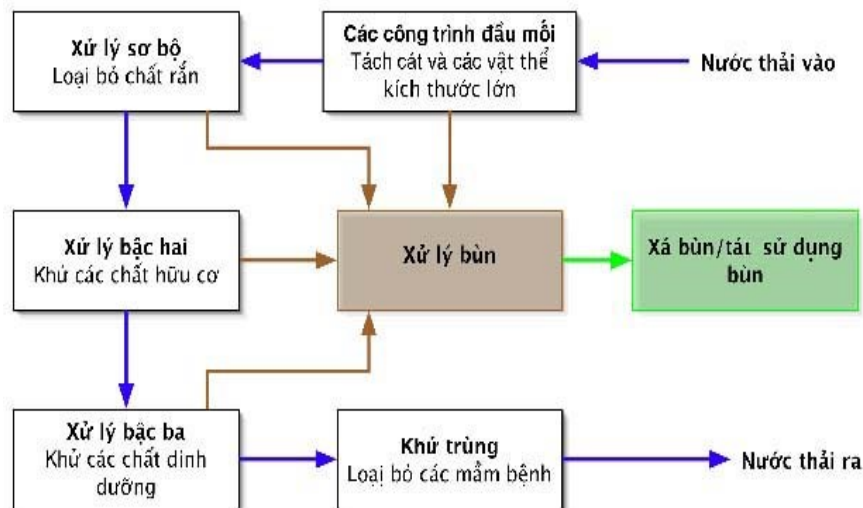 Xử lý sơ bộ
Loại bỏ chất rắn
Các công trình đầu mối
Tách cát và các vật thể
kích thước lớn
Nước thải vào
Xử lý bậc hai
Khử các chất hữu cơ
Xử lý bùn
Xả bùn/tái sử dụng
bùn
Xử lý bậc ba
Khử các chất dinh
dưỡng
Khử trùng
Loại bỏ các mầm bệnh
Nước thải ra